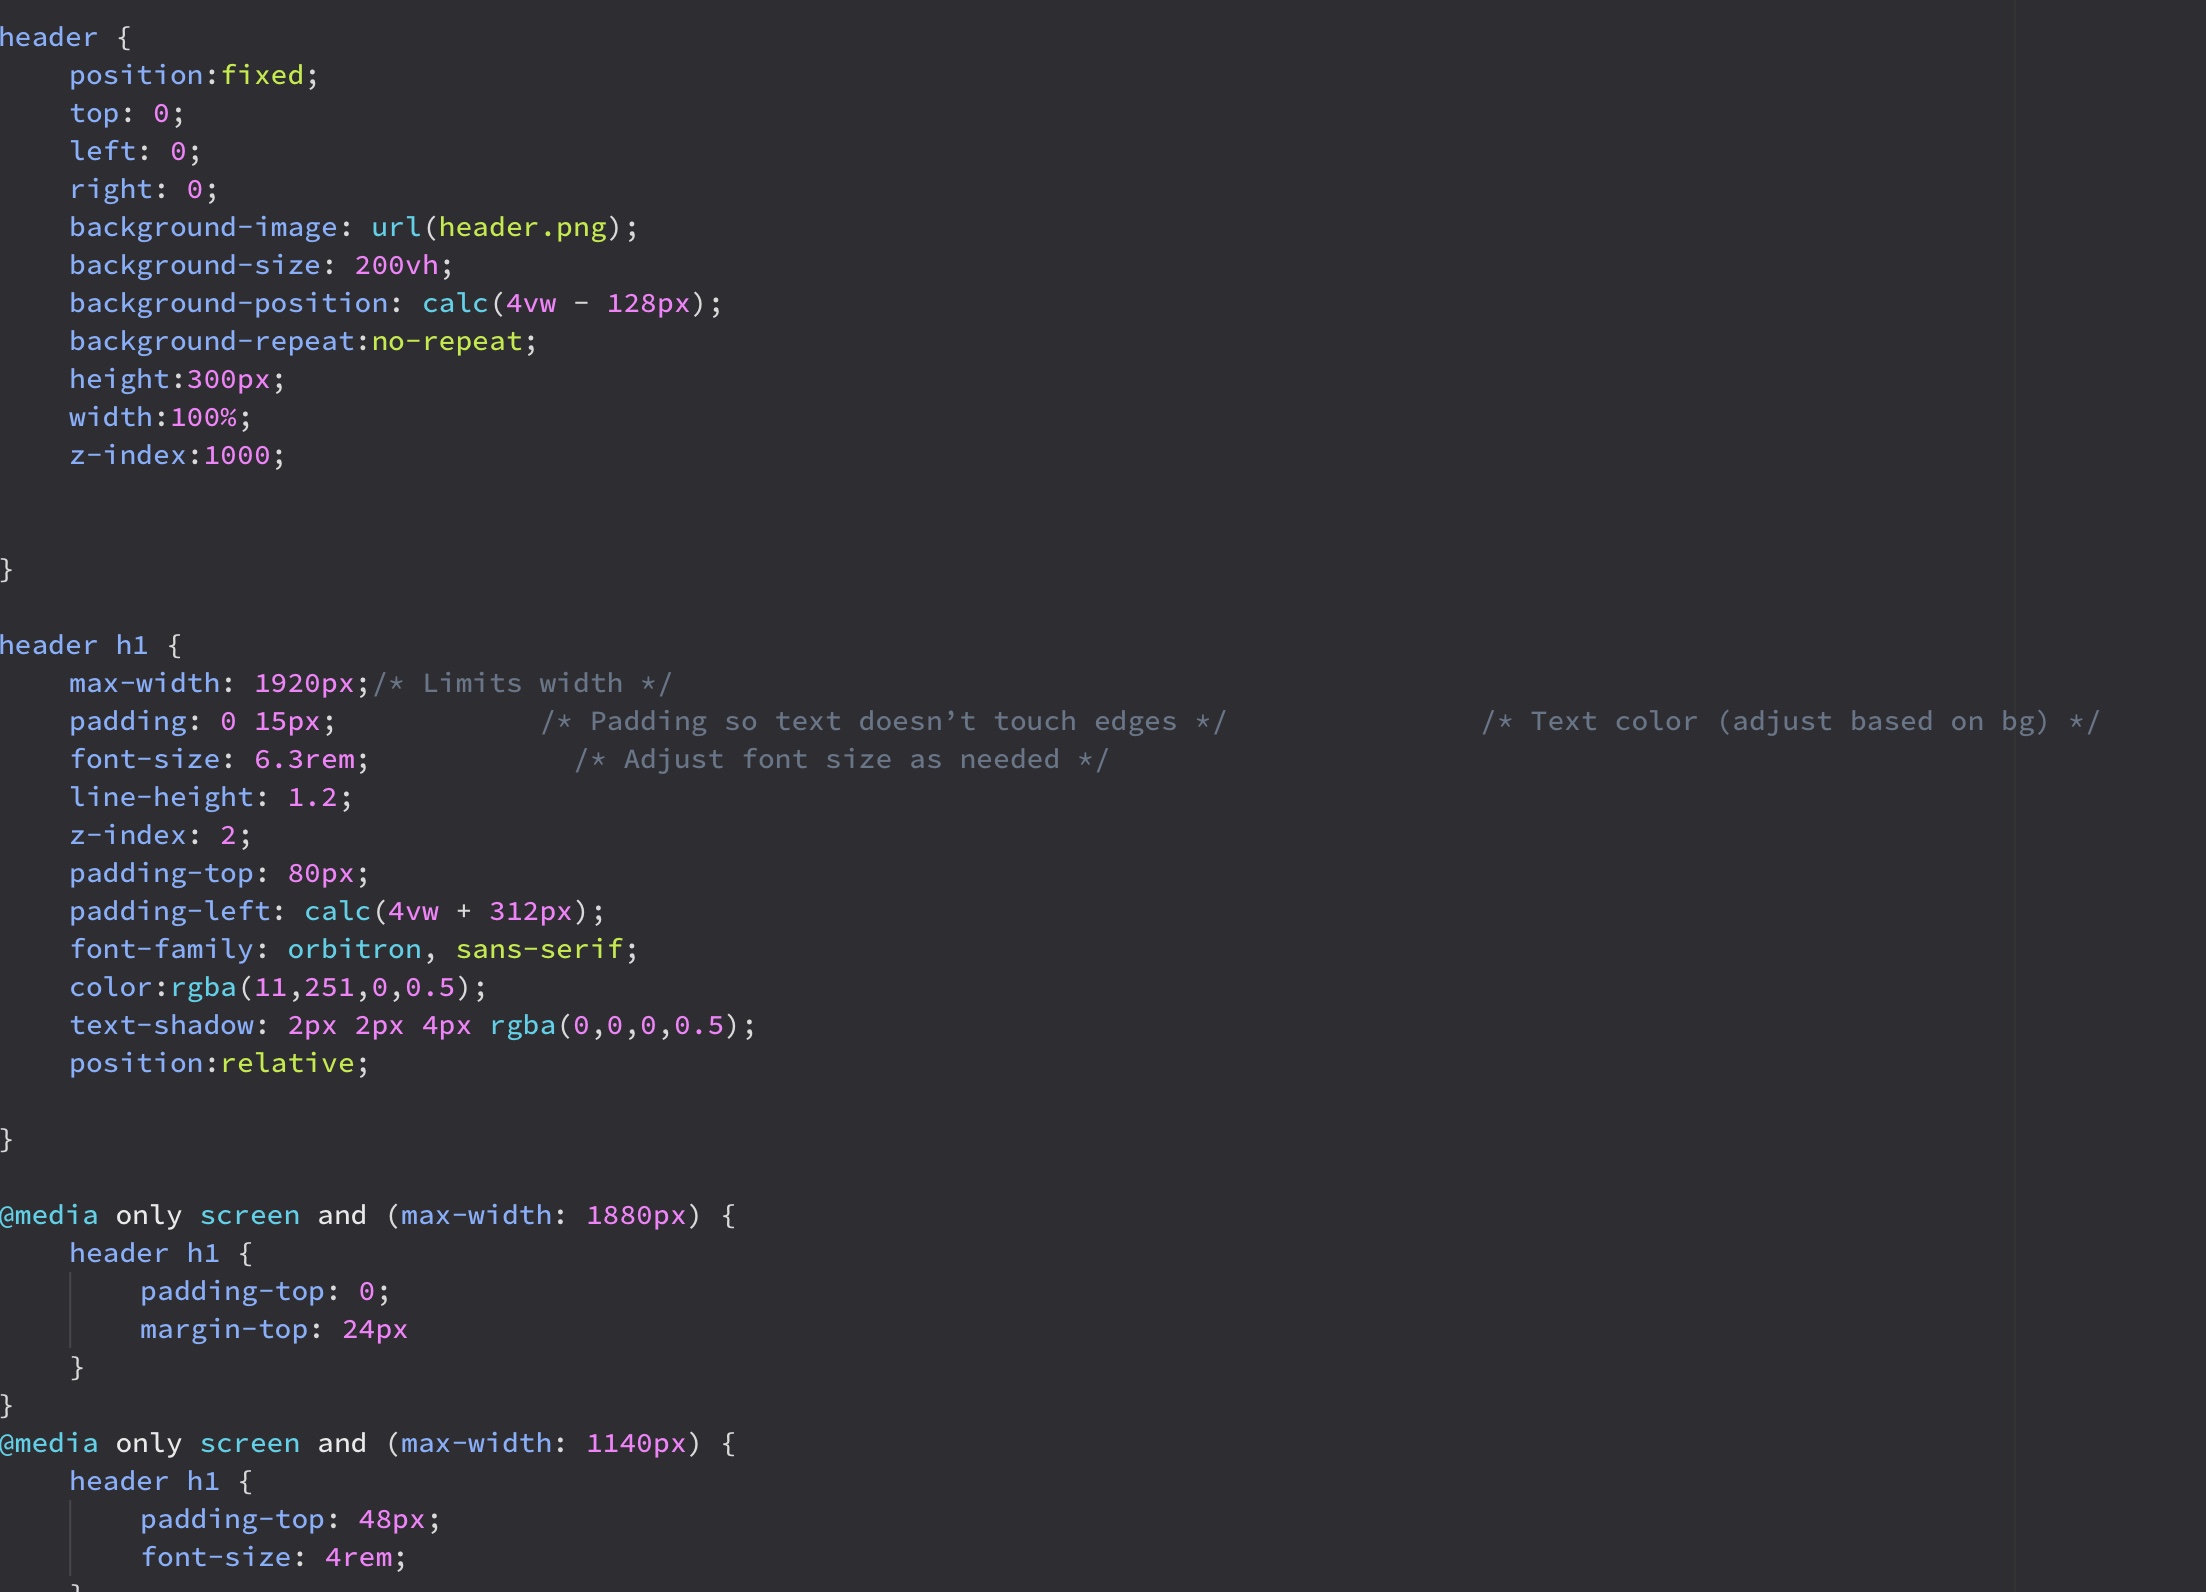 header {
position:fixed;
top: 0;
left: 0;
right: 0;
background-image: url(header.png);
background-size: 200vh;
background-position: calc(4vw - 128px);
background-repeat:no-repeat;
height:300px;
width:100%;
z-index:1000;
}
header h1 {
max-width: 1920px;/* Limits width */
padding: 0 15px; /* Padding so text doesn’t touch edges */ /* Text color (adjust based on bg) */
font-size: 6.3rem; /* Adjust font size as needed */
line-height: 1.2;
z-index: 2;
padding-top: 80px;
padding-left: calc(4vw + 312px);
font-family: orbitron, sans-serif;
color:rgba(11,251,0,0.5);
text-shadow: 2px 2px 4px rgba(0,0,0,0.5);
position:relative;
}
@media only screen and (max-width: 1880px) {
header h1 {
padding-top: 0;
margin-top: 24px
}
}
@media only screen and (max-width: 1140px) {
header h1 {
padding-top: 48px;
font-size: 4rem;
}